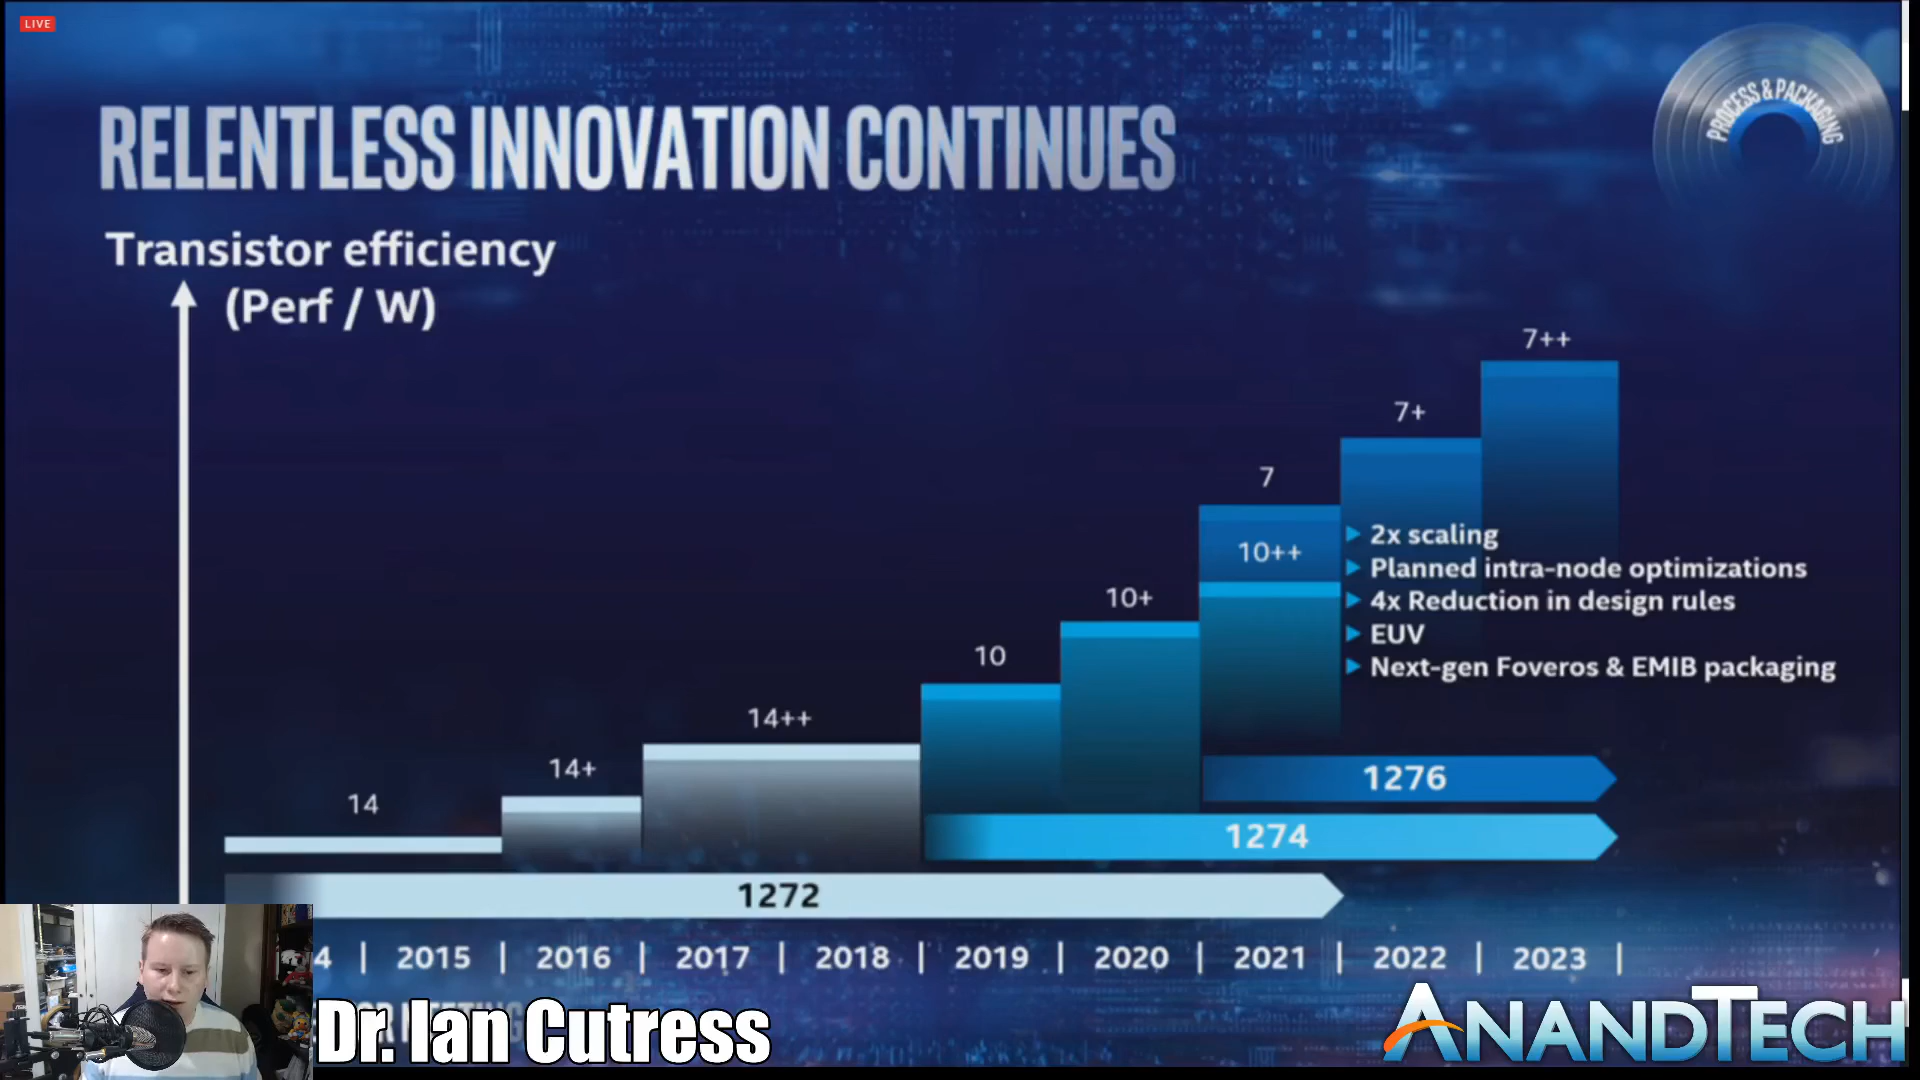 LIVE
PROCESS & PACKAGING
RELENTLESS INNOVATION CONTINUES
Transistor efficiency
(Perf / W)
7++
7+
7
10++
10+
10
14++
14+
14
2x scaling
Planned intra-node optimizations
4x Reduction in design rules
EUV
Next-gen Foveros & EMIB packaging
1276
1274
1272
4 | 2015 | 2016 | 2017 | 2018 | 2019 | 2020 | 2021 | 2022 | 2023 |
Dr. Ian Cutress
ANANDTECH